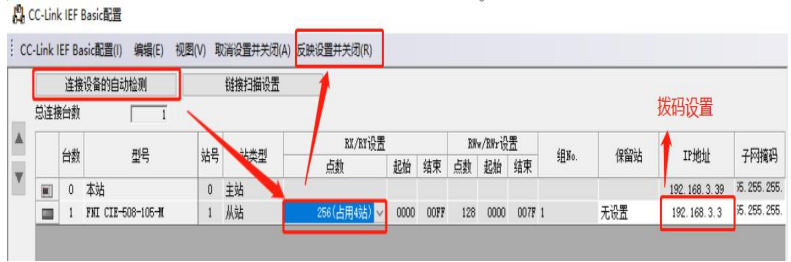 CC-Link IEF Basic配置
CC-Link IEF Basic配置(I) 编辑(E) 视图(V) 取消设置并关闭(A) 反映设置并关闭(R)
连接设备的自动检测 链接扫描设置
总连接台数 1
拨码设置
台数 型号 站号 站类型 RX/RY设置 RWw/RWr设置 组No. 保留站 IP地址 子网掩码
点数 起始 结束 点数 起始 结束
0 本站 0 主站 192.168.3.39 255.255.
1 FNI CIE-508-105-M 1 从站 256(占用4站) 0000 00FF 128 0000 007F 1 无设置 192.168.3.3 255.255.